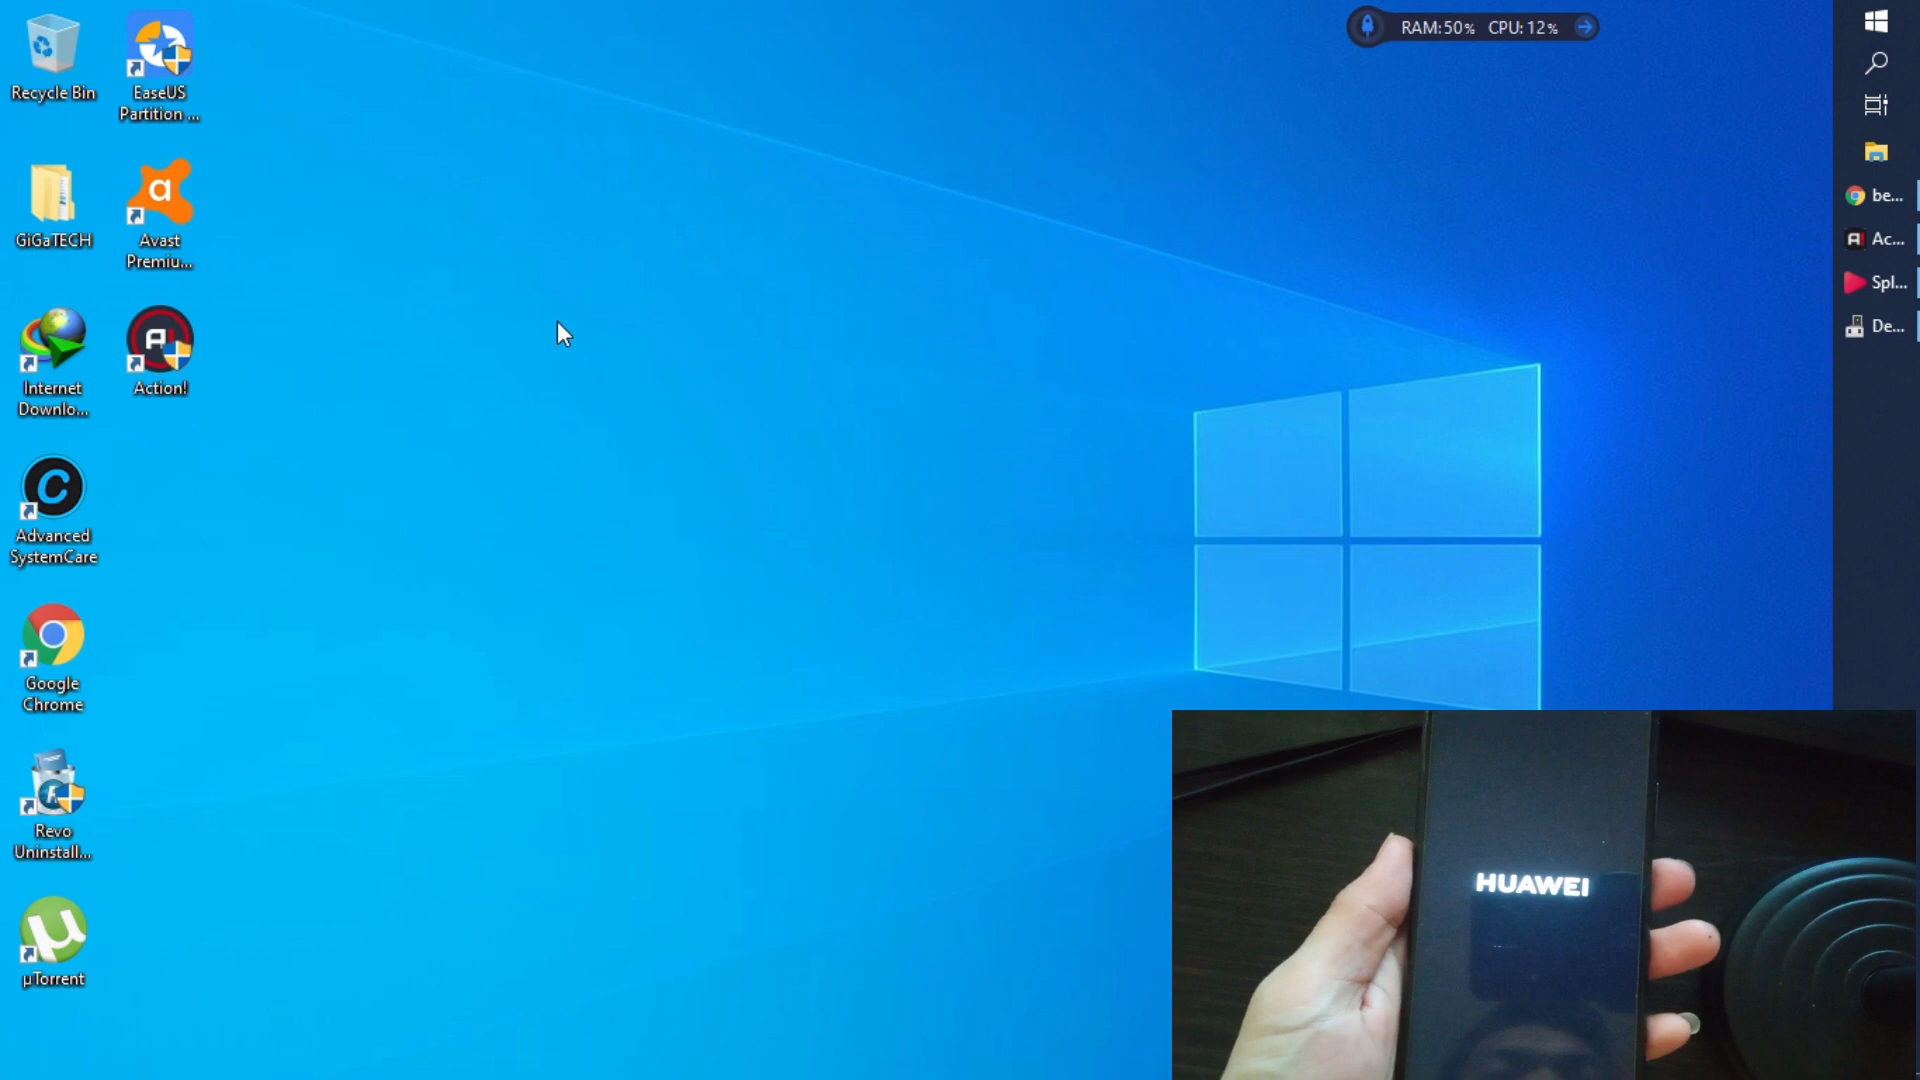 RAM:50% CPU: 12%
Recycle Bin
EaseUS
Partition ...
GiGaTECH
a
Avast
Premiu...
Internet
Downlo...
A!
Action!
C
Advanced
SystemCare
Google
Chrome
Revo
Uninstall...
µ
µTorrent
be...
A!
Ac...
Spl...
De...
HUAWEI